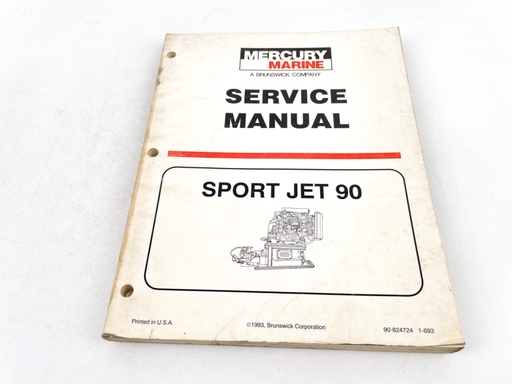 MERCURY
MARINE
A BRUNSWICK COMPANY
SERVICE
MANUAL
SPORT JET 90
Printed in U.S.A.
©1993, Brunswick Corporation
90-824724 1-693